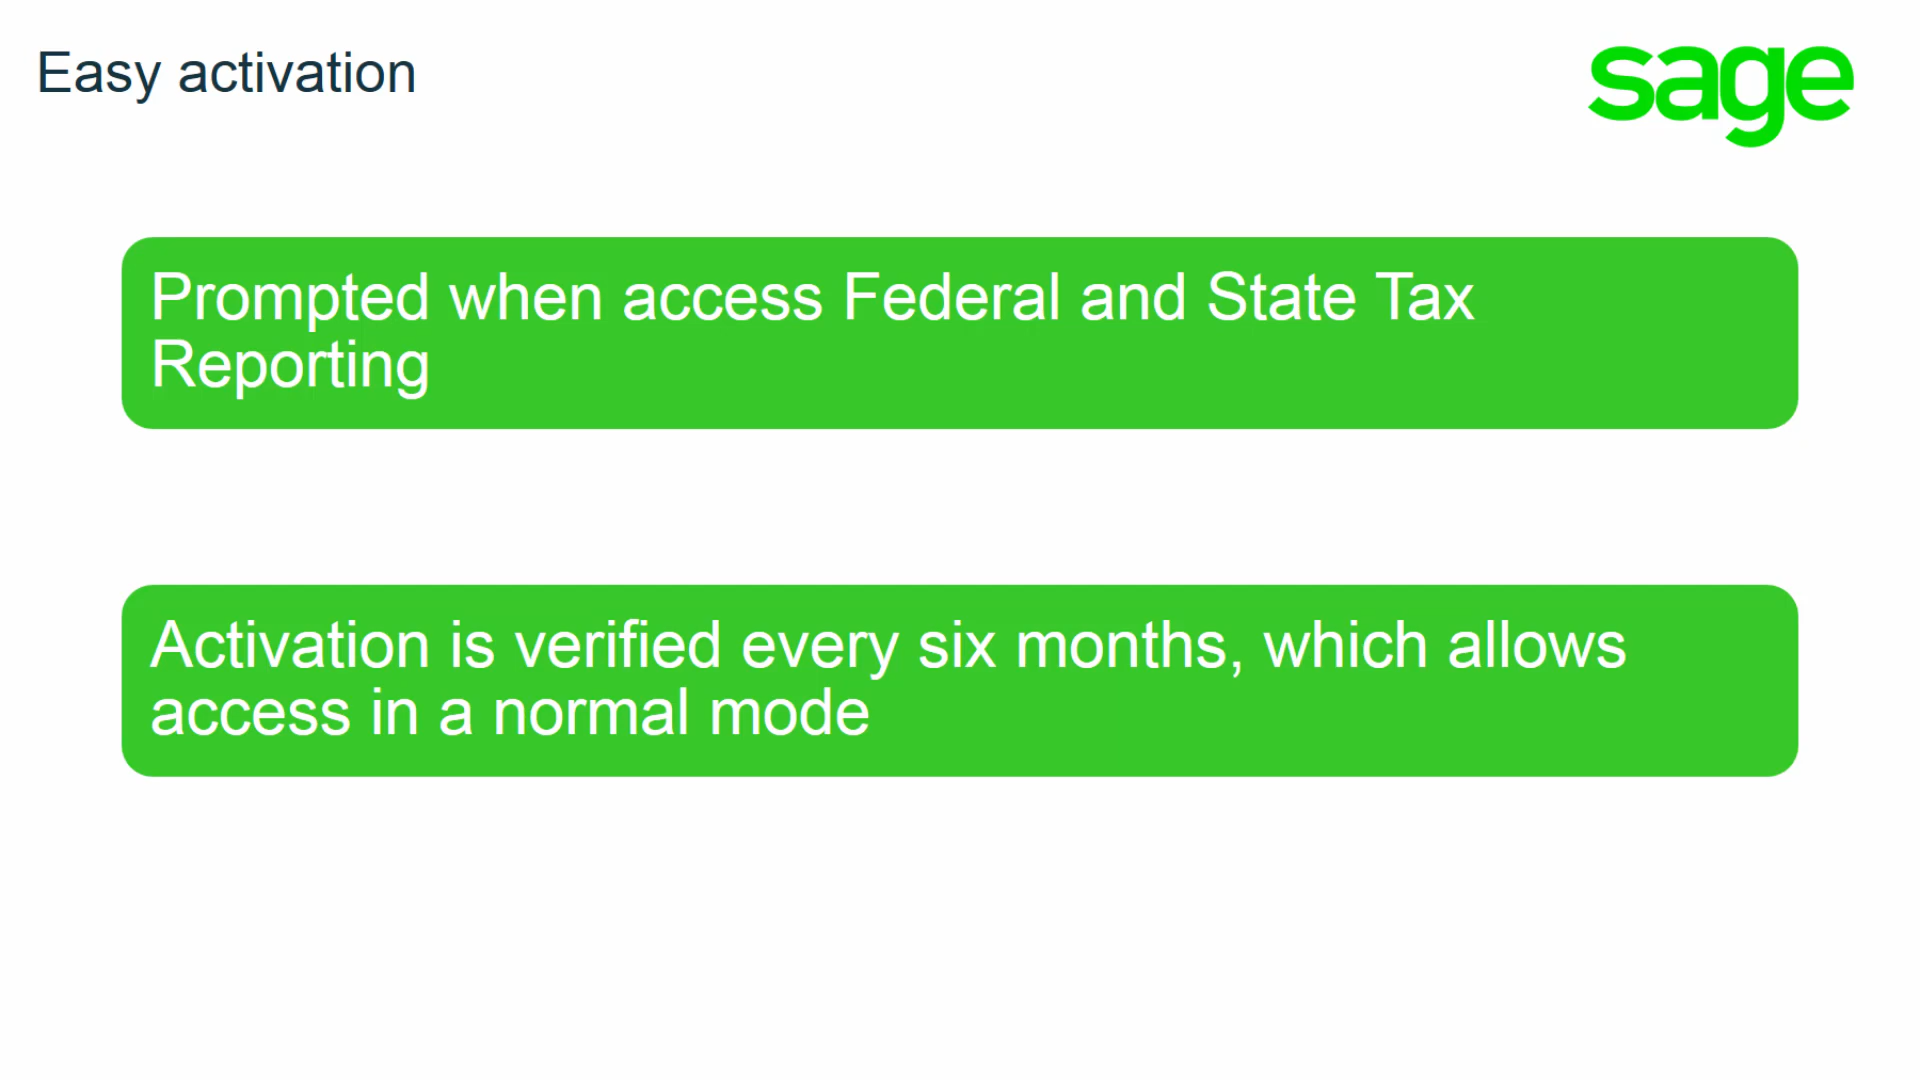 Easy activation
sage
Prompted when access Federal and State Tax
Reporting
Activation is verified every six months, which allows
access in a normal mode